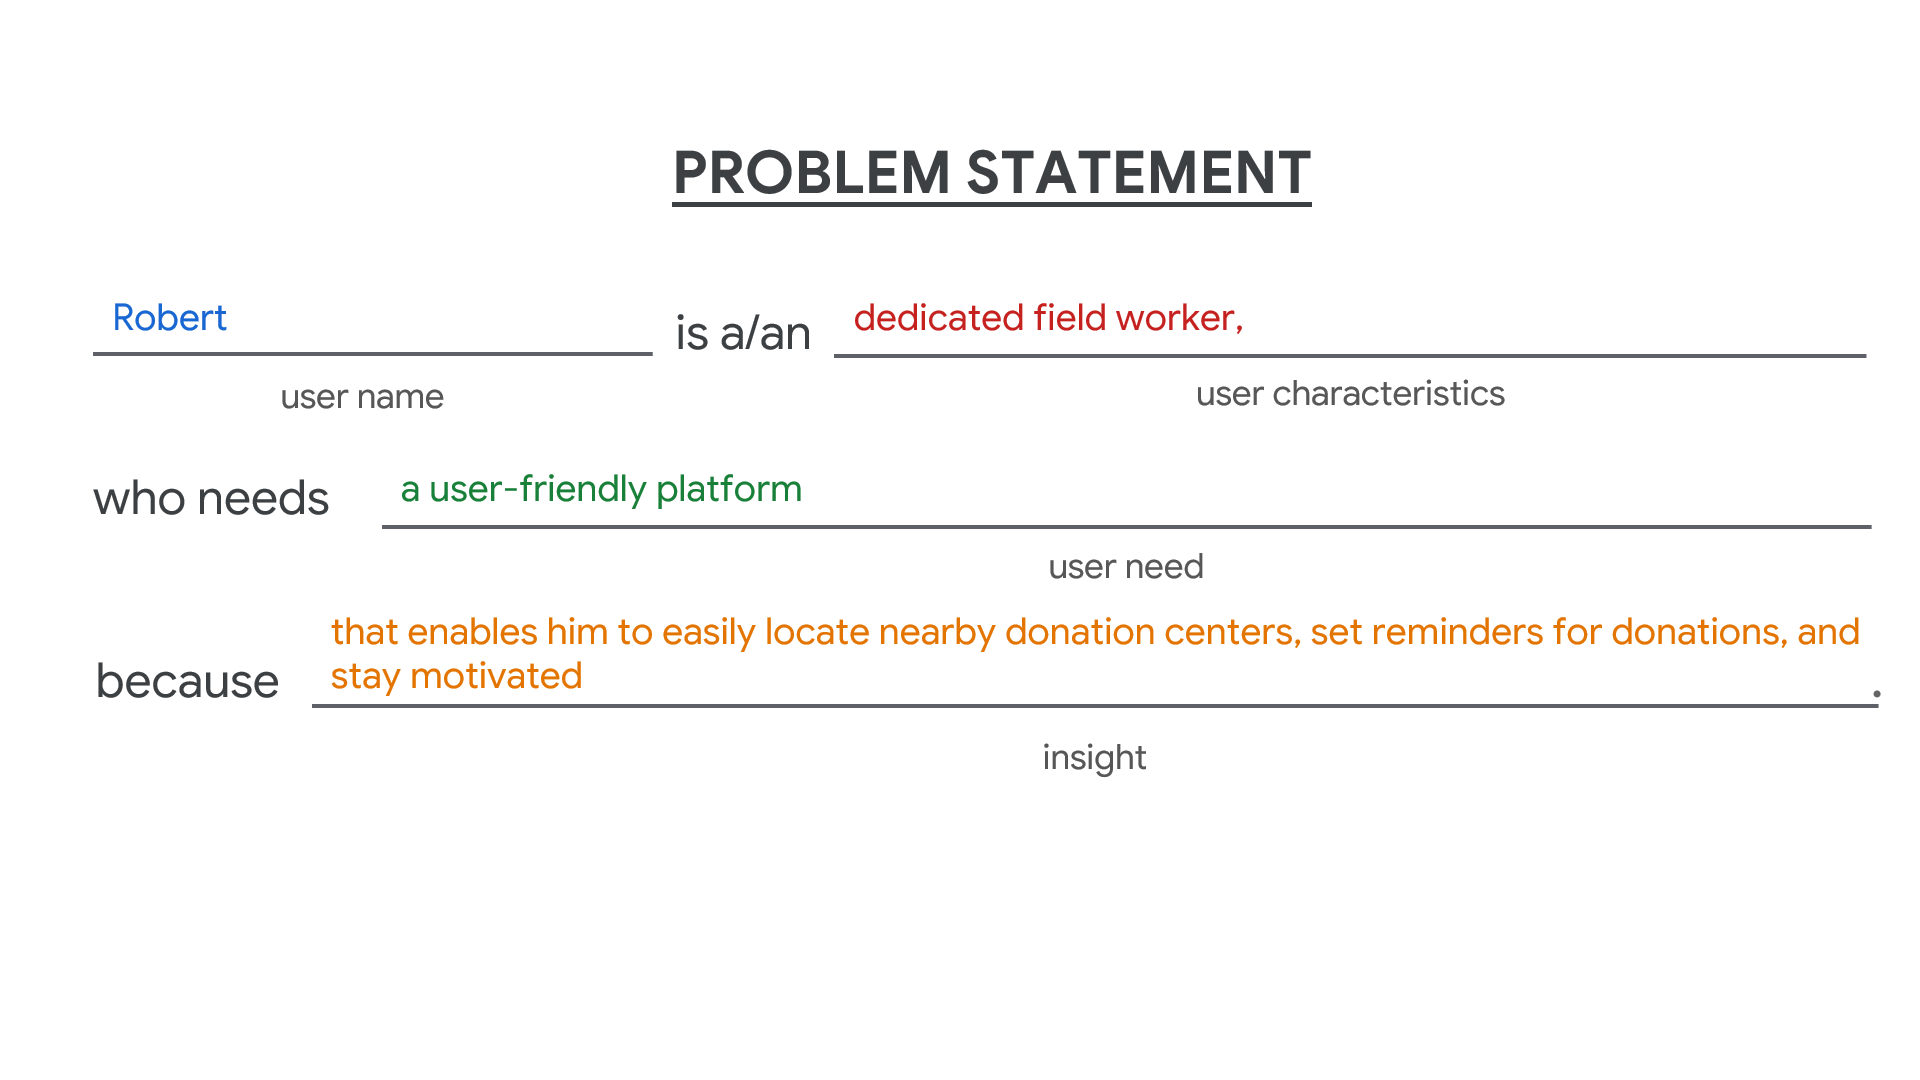 PROBLEM STATEMENT
Robert is a/an dedicated field worker,
user name user characteristics
who needs a user-friendly platform
user need
that enables him to easily locate nearby donation centers, set reminders for donations, and
because stay motivated .
insight